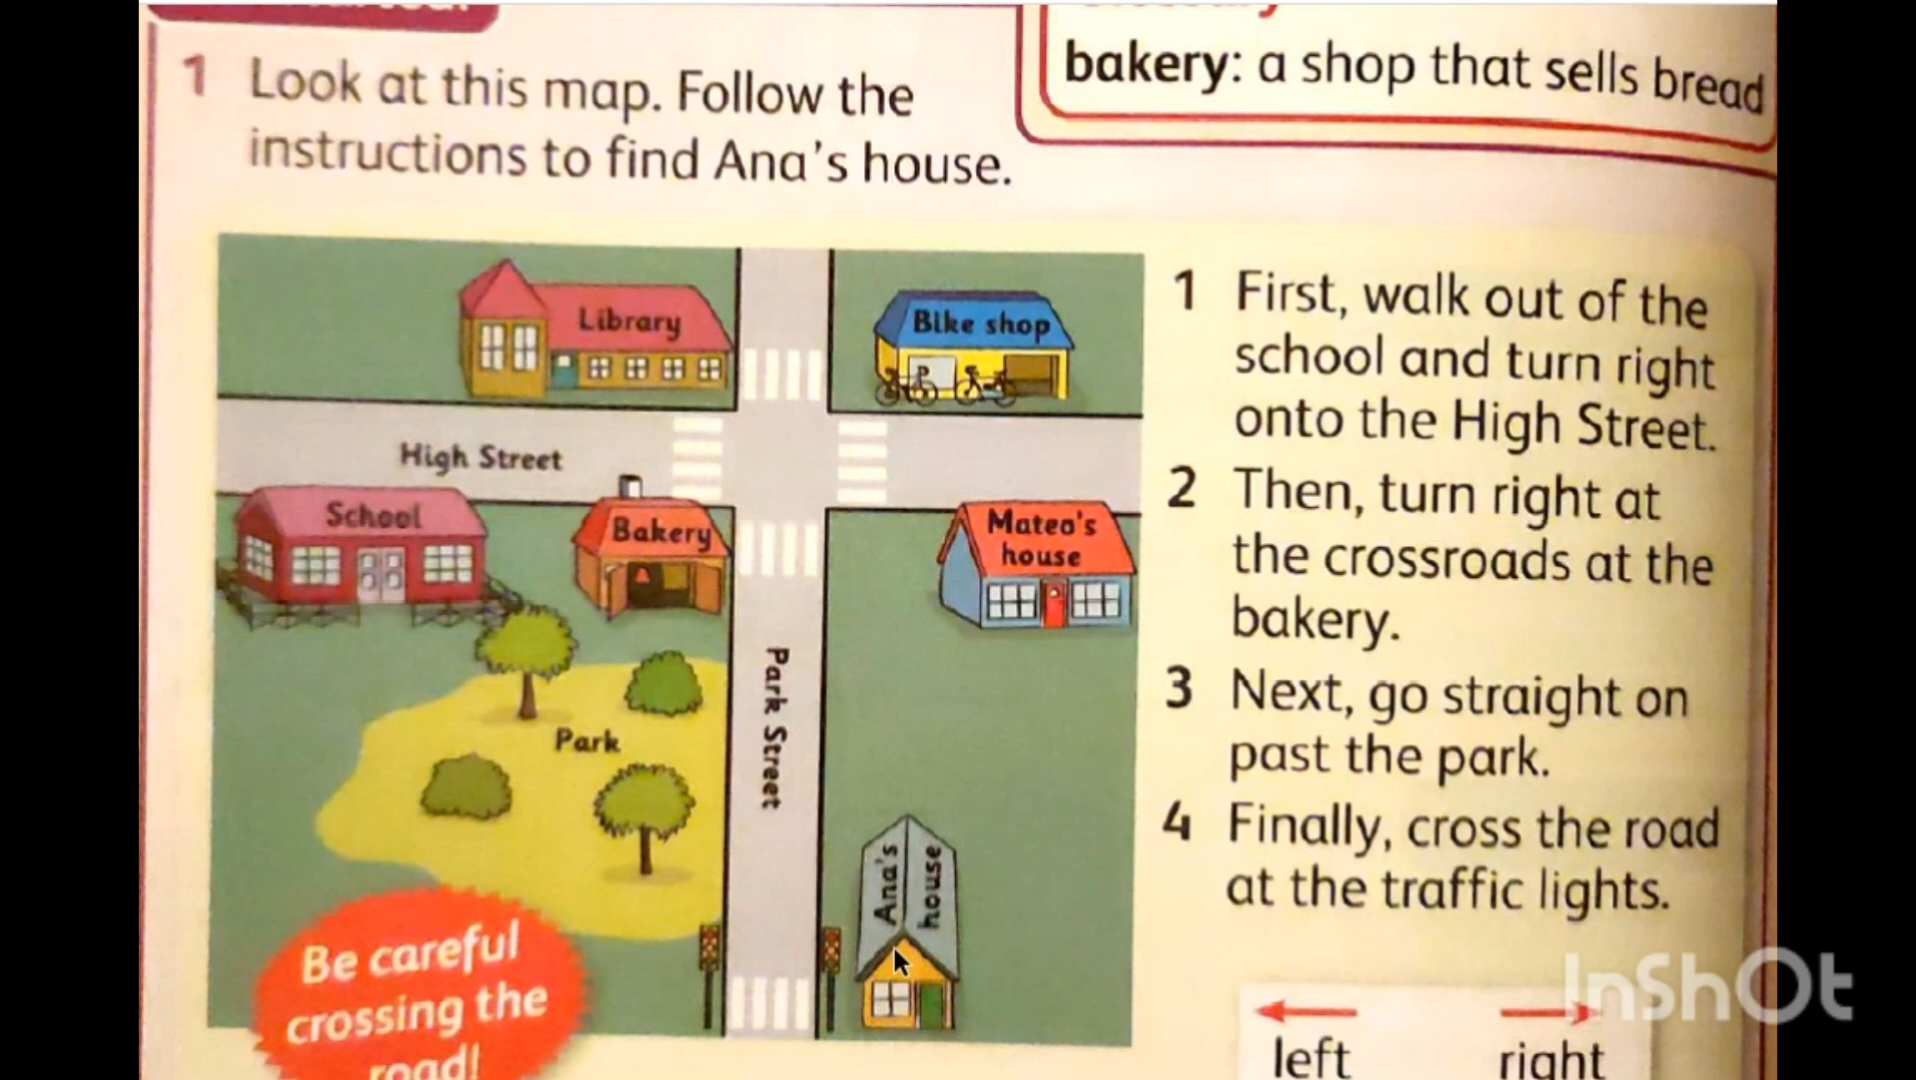 bakery: a shop that sells bread
1 Look at this map. Follow the
instructions to find Ana's house.
Library
Bike shop
High Street
School
Bakery
Mateo's
house
Park Street
Park
Ana's
house
Be careful
crossing the
road!
1 First, walk out of the
school and turn right
onto the High Street.
2 Then, turn right at
the crossroads at the
bakery.
3 Next, go straight on
past the park.
4 Finally, cross the road
at the traffic lights.
left
right
InShOt